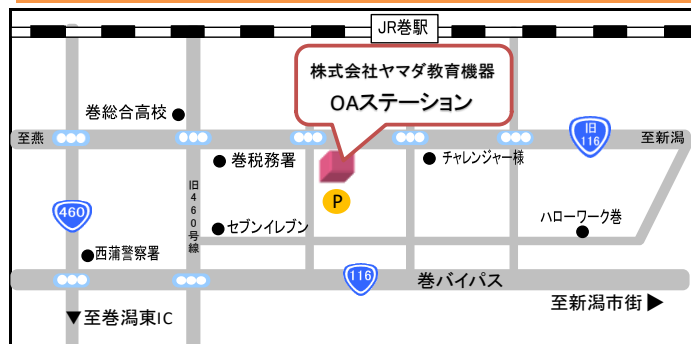 JR巻駅
株式会社ヤマダ教育機器
OAステーション
巻総合高校
至燕
旧
116
至新潟
巻税務署
チャレンジャー様
P
旧460号線
460
セブンイレブン
ハローワーク巻
西蒲警察署
116
巻バイパス
至新潟市街▶
▼至巻潟東IC